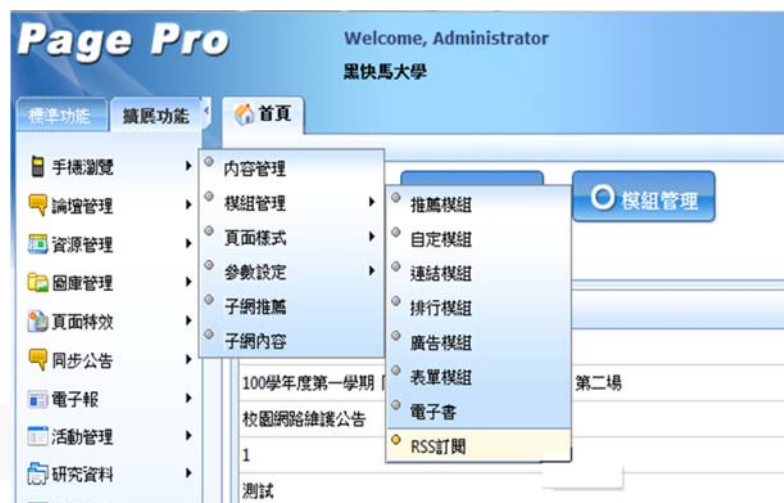 Page Pro
Welcome, Administrator
黑快馬大學
標準功能
擴展功能
首頁
手機瀏覽
論壇管理
資源管理
圖庫管理
頁面特效
同步公告
電子報
活動管理
研究資料
內容管理
模組管理
頁面樣式
參數設定
子網推薦
子網內容
推薦模組
自定模組
連結模組
排行模組
廣告模組
表單模組
電子書
RSS訂閱
模組管理
100學年度第一學期
第二場
校園網路維護公告
1
測試